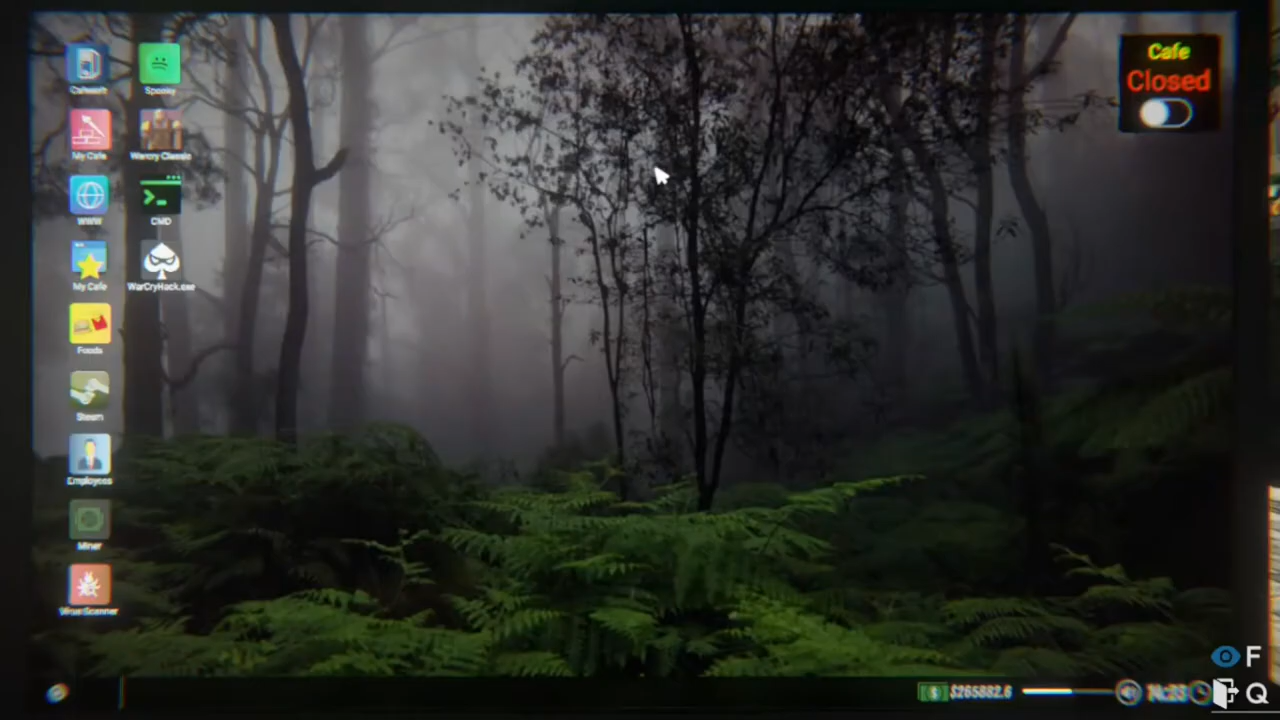 Spooky
My Cafe
Warcry Classic
WWW
CMD
My Cafe
WarCryHack.exe
Foods
Steam
Employees
Miner
VirusScanner
Cafe
Closed
$265882.6
F
Q